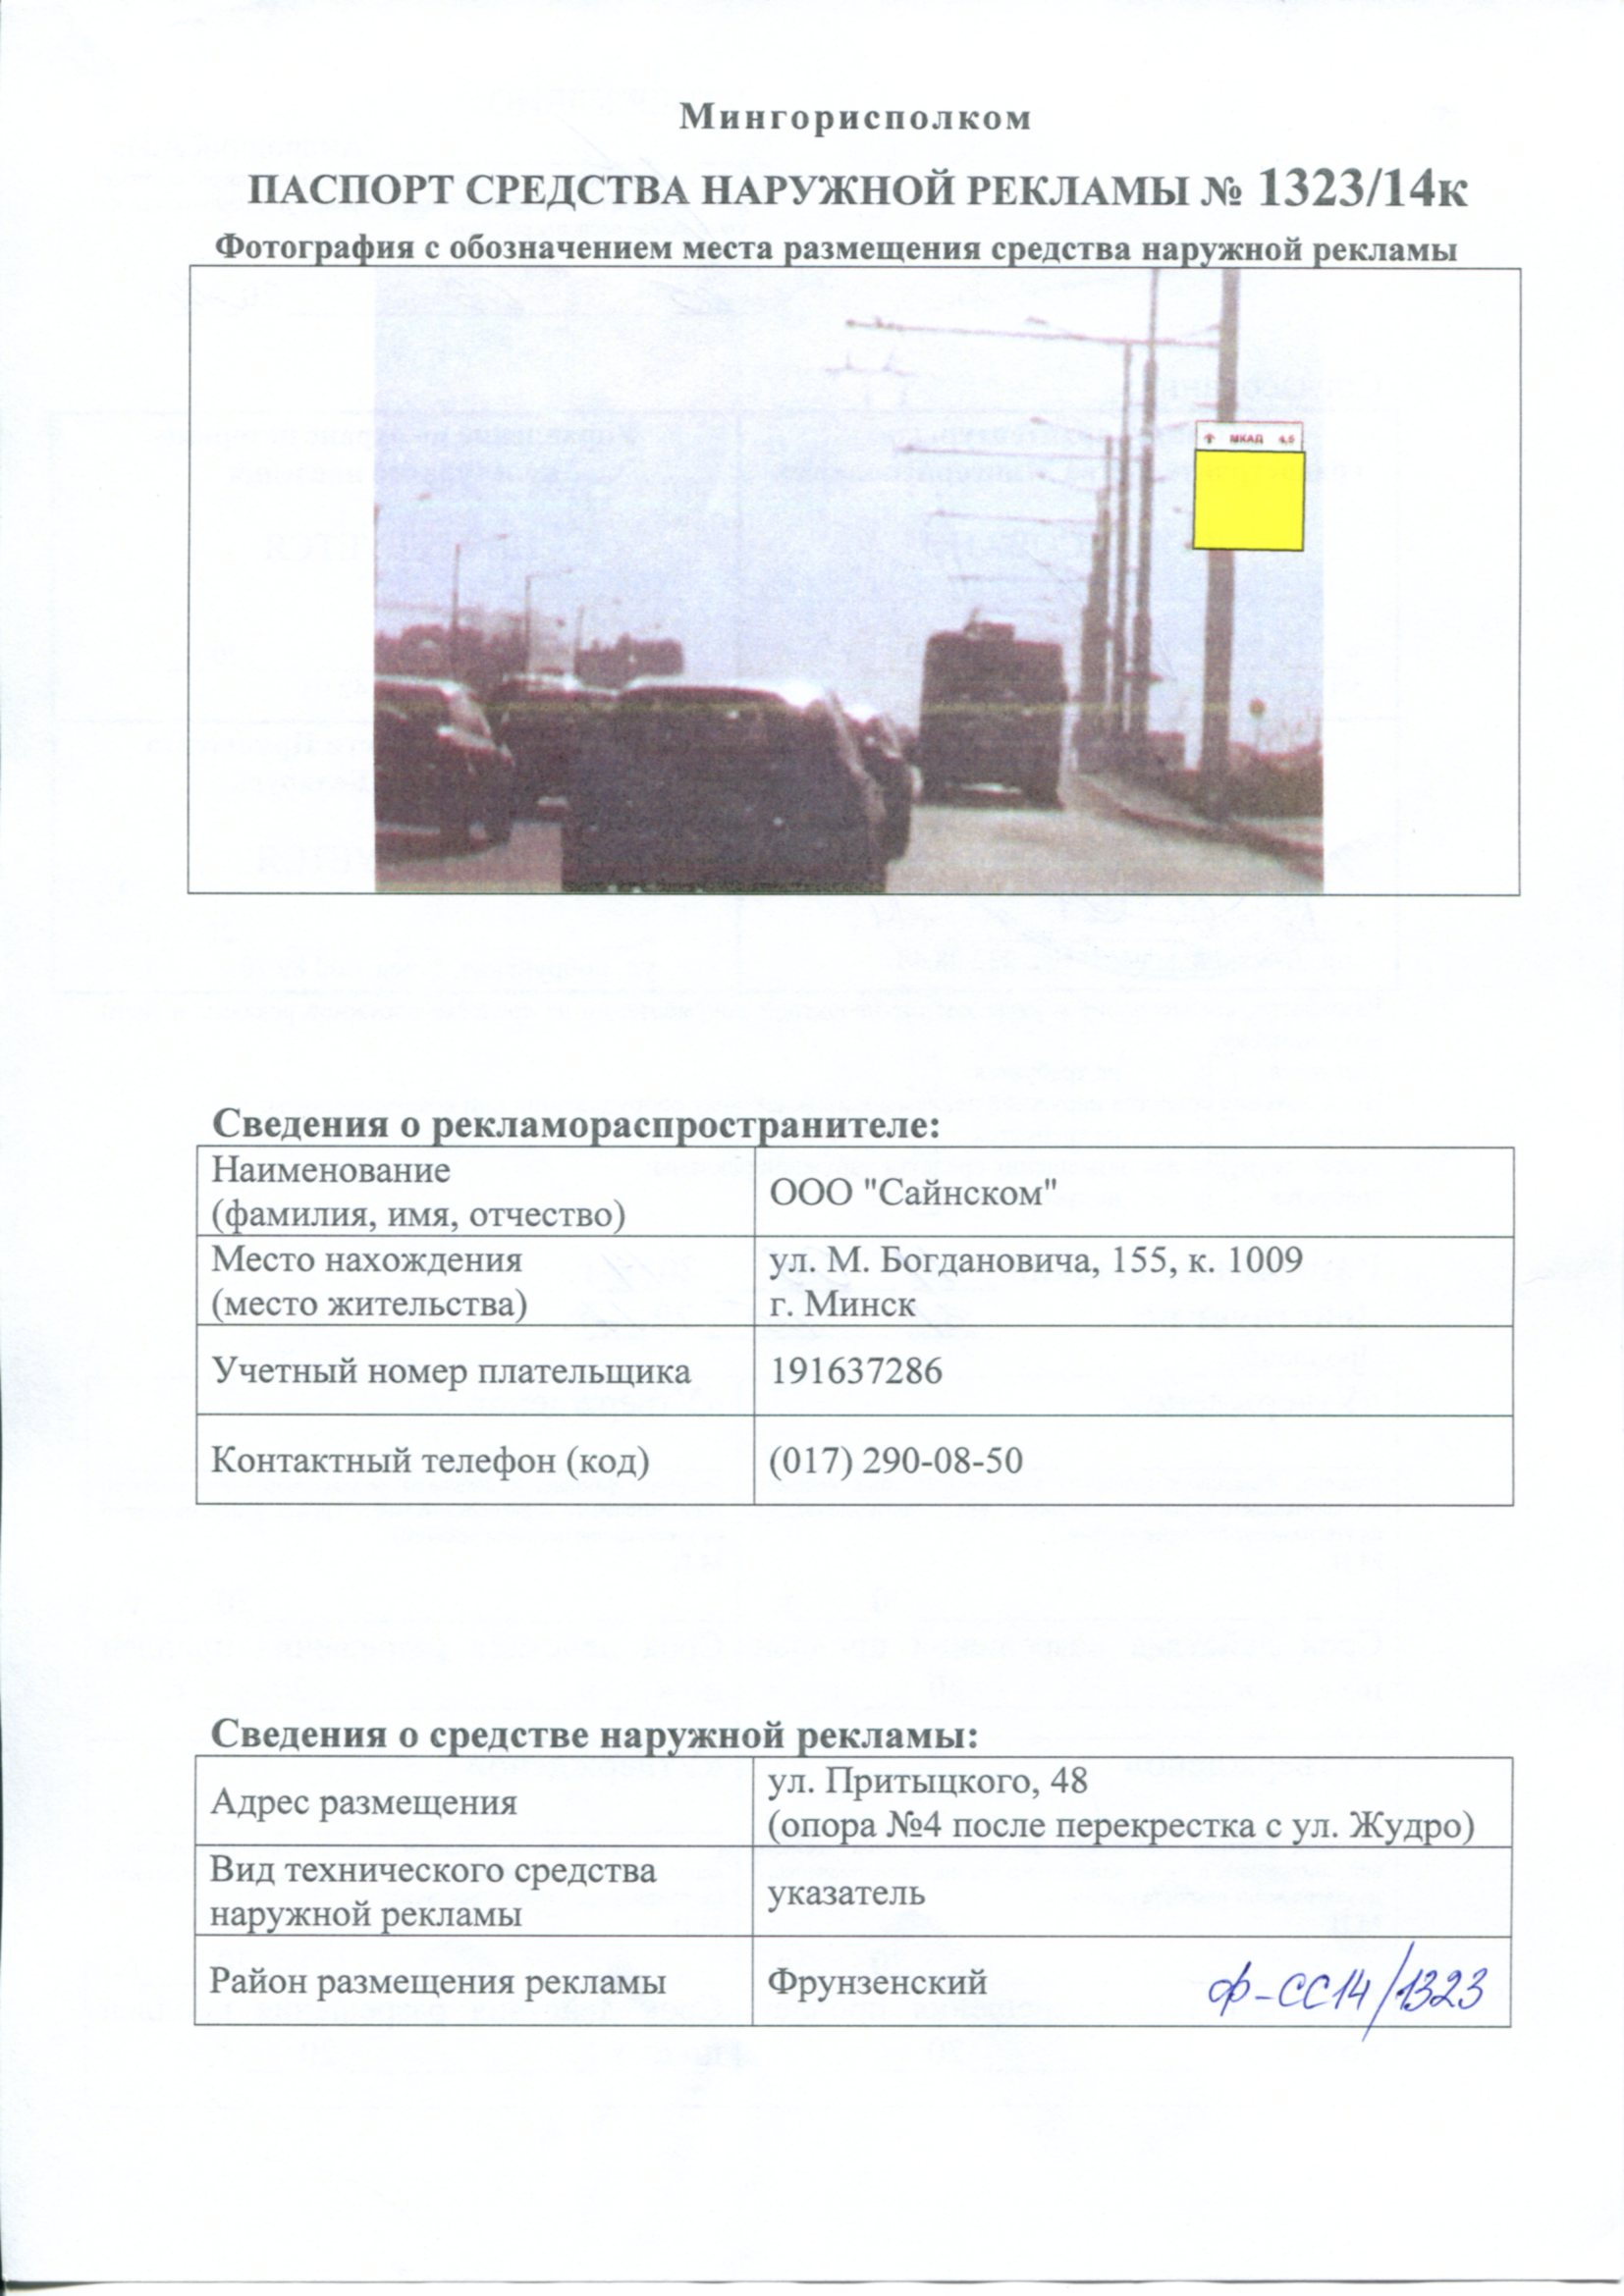 Мингорисполком
ПАСПОРТ СРЕДСТВА НАРУЖНОЙ РЕКЛАМЫ № 1323/14к
Фотография с обозначением места размещения средства наружной рекламы
МКАД 4,5
Сведения о рекламораспространителе:
Наименование
(фамилия, имя, отчество)
ООО "Сайнском"
Место нахождения
(место жительства)
ул. М. Богдановича, 155, к. 1009
г. Минск
Учетный номер плательщика
191637286
Контактный телефон (код)
(017) 290-08-50
Сведения о средстве наружной рекламы:
Адрес размещения
ул. Притыцкого, 48
(опора №4 после перекрестка с ул. Жудро)
Вид технического средства
наружной рекламы
указатель
Район размещения рекламы
Фрунзенский
ф-СС14/1323